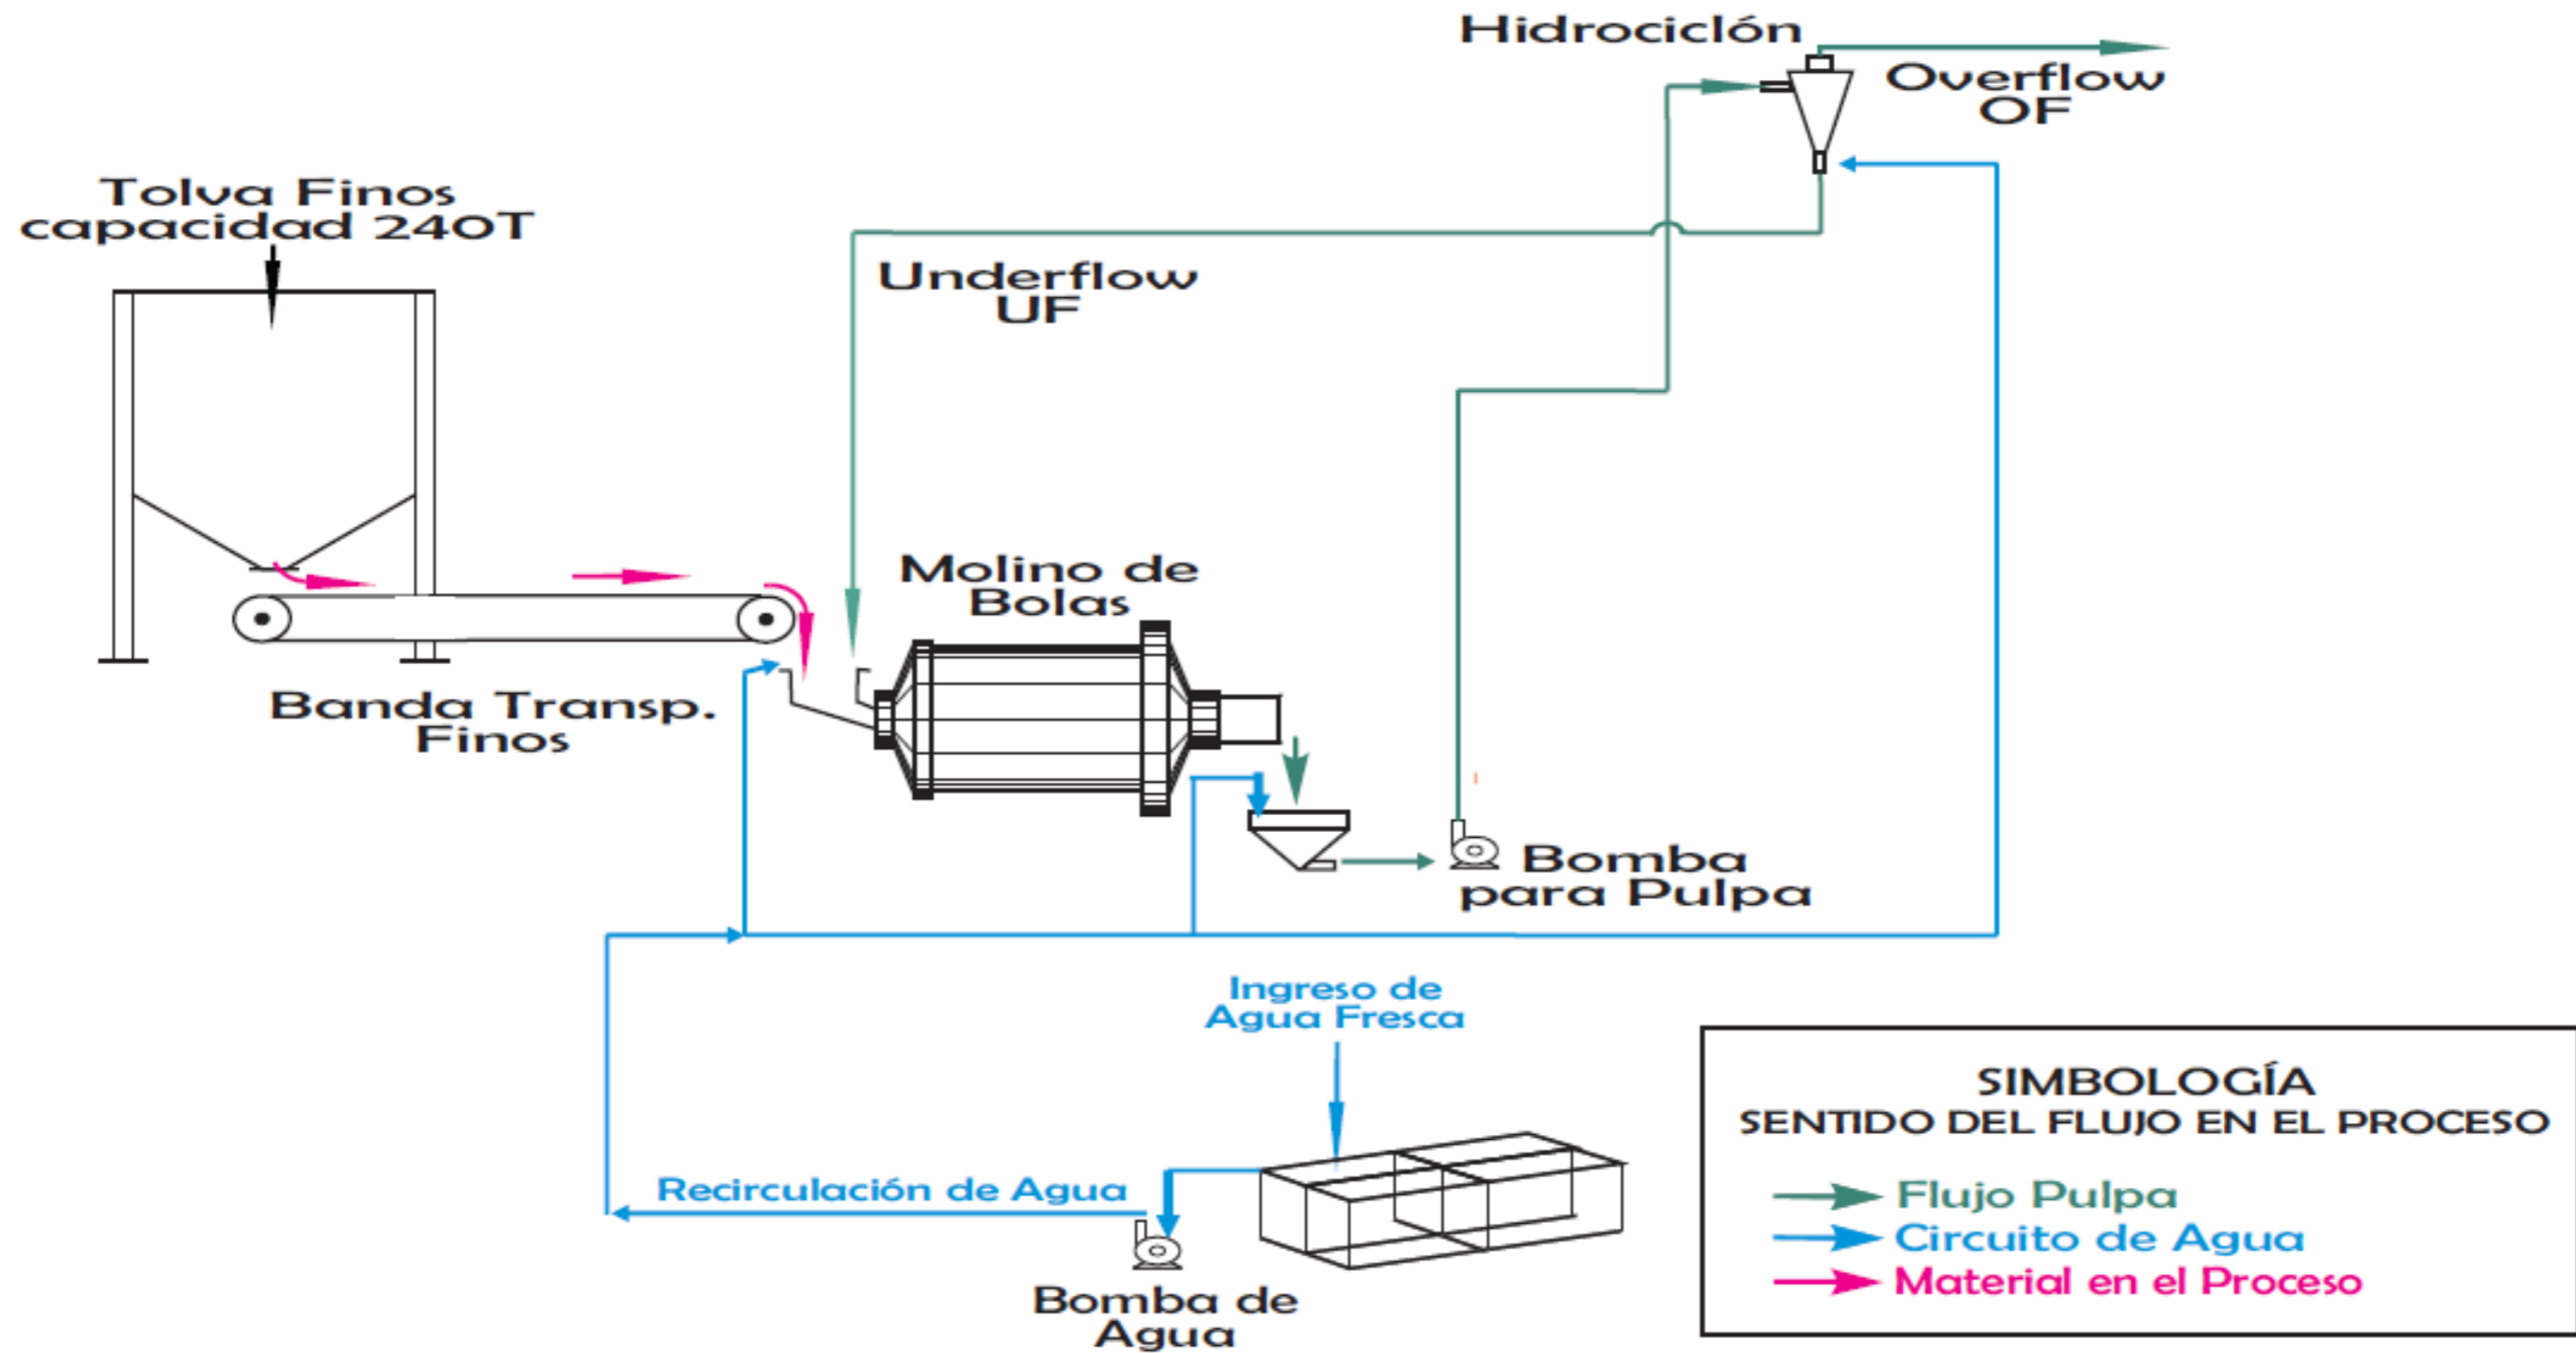 Hidrociclón
Overflow
OF
Tolva Finos
capacidad 240T
Underflow
UF
Molino de
Bolas
Banda Transp.
Finos
Bomba
para Pulpa
Ingreso de
Agua Fresca
Recirculación de Agua
Bomba de
Agua
SIMBOLOGÍA
SENTIDO DEL FLUJO EN EL PROCESO
Flujo Pulpa
Circuito de Agua
Material en el Proceso